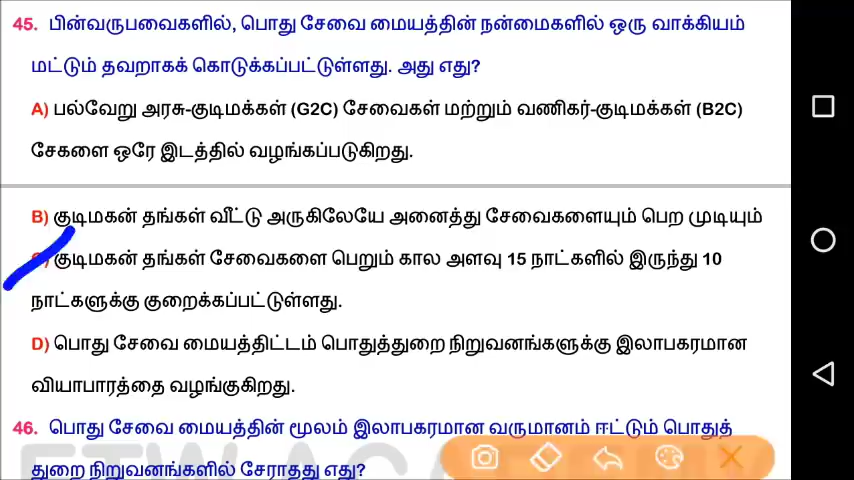 45. பின்வருபவைகளில், பொது சேவை மையத்தின் நன்மைகளில் ஒரு வாக்கியம்
மட்டும் தவறாகக் கொடுக்கப்பட்டுள்ளது. அது எது?
A) பல்வேறு அரசு-குடிமக்கள் (G2C) சேவைகள் மற்றும் வணிகர்-குடிமக்கள் (B2C)
சேகளை ஒரே இடத்தில் வழங்கப்படுகிறது.
B) குடிமகன் தங்கள் வீட்டு அருகிலேயே அனைத்து சேவைகளையும் பெற முடியும்
C) குடிமகன் தங்கள் சேவைகளை பெறும் கால அளவு 15 நாட்களில் இருந்து 10
நாட்களுக்கு குறைக்கப்பட்டுள்ளது.
D) பொது சேவை மையத்திட்டம் பொதுத்துறை நிறுவனங்களுக்கு இலாபகரமான
வியாபாரத்தை வழங்குகிறது.
46. பொது சேவை மையத்தின் மூலம் இலாபகரமான வருமானம் ஈட்டும் பொதுத்
துறை நிறுவனங்களில் சேராதது எது?